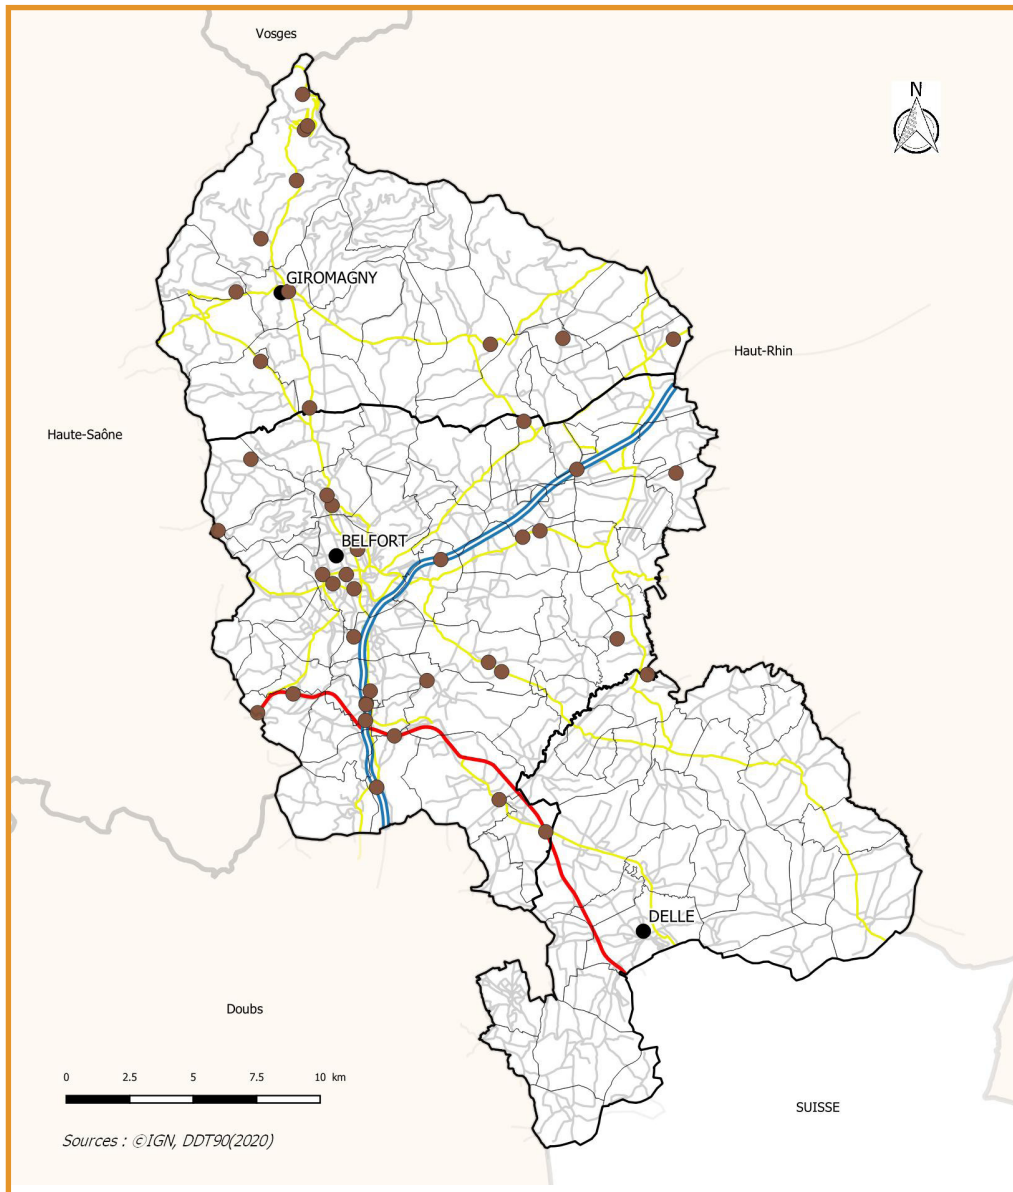 Vosges
N
GIROMAGNY
Haut-Rhin
Haute-Saône
BELFORT
DELLE
Doubs
0 2.5 5 7.5 10 km
SUISSE
Sources : ©IGN, DDT90(2020)